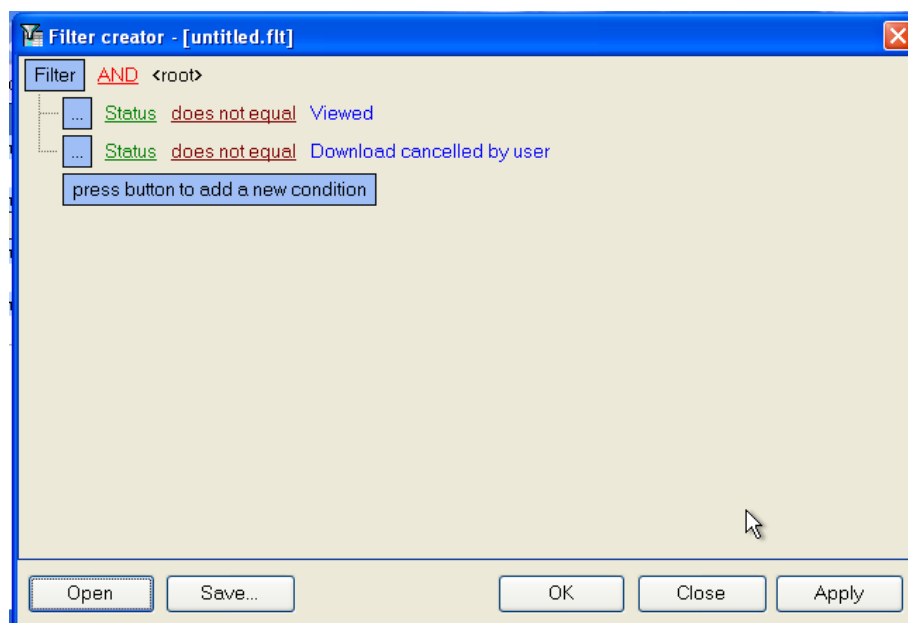 Filter creator - [untitled.flt]
Filter AND <root>
... Status does not equal Viewed
... Status does not equal Download cancelled by user
press button to add a new condition
Open Save... OK Close Apply